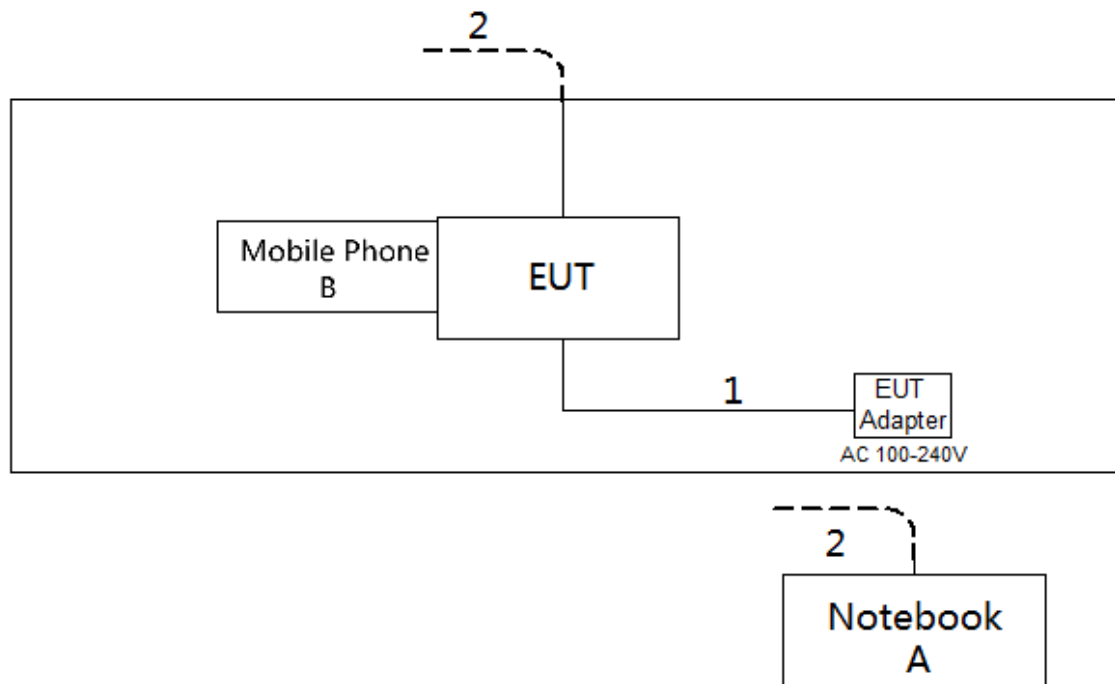 2
Mobile Phone
B
EUT
1
EUT
Adapter
AC 100-240V
2
Notebook
A